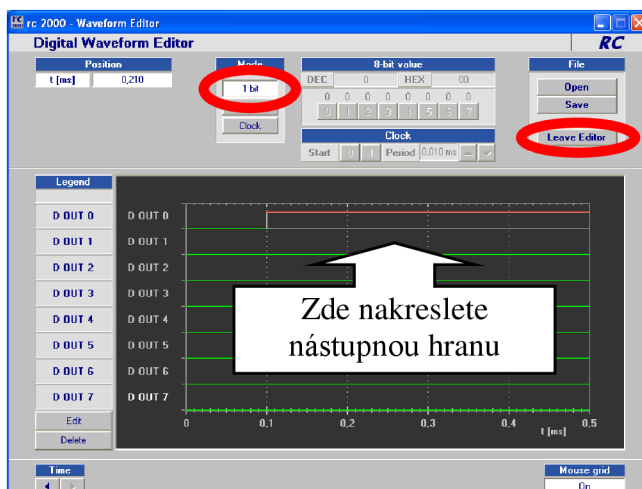 rc 2000 - Waveform Editor
Digital Waveform Editor
RC
Position
t [ms] 0,210
Mode
1 bit
Clock
8-bit value
DEC 0 HEX 00
0 0 0 0 0 0 0 0
0 1 2 3 4 5 6 7
Clock
Start 0 1 Period 0.010 ms
File
Open
Save
Leave Editor
Legend
D OUT 0 D OUT 0
D OUT 1 D OUT 1
D OUT 2 D OUT 2
D OUT 3 D OUT 3
D OUT 4 D OUT 4
D OUT 5 D OUT 5
D OUT 6 D OUT 6
D OUT 7 D OUT 7
Zde nakreslete
nástupnou hranu
Edit
Delete
0 0,1 0,2 0,3 0,4 0,5
t [ms]
Time
Mouse grid
On